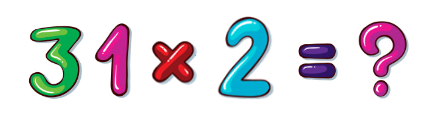 31 × 2 = ?